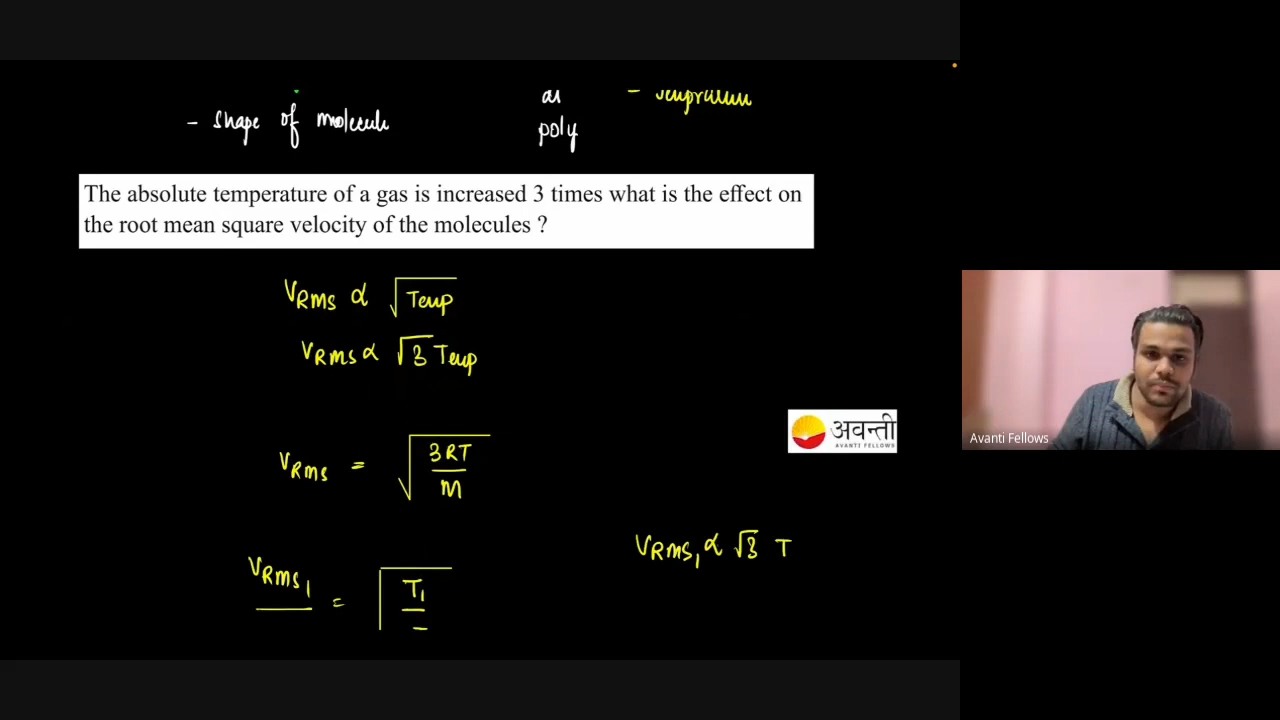 - shape of molecule
poly
The absolute temperature of a gas is increased 3 times what is the effect on
the root mean square velocity of the molecules ?
VRMS ∝ √Temp
VRMS ∝ √3 Temp
अवन्ती
AVANTI FELLOWS
Avanti Fellows
VRMS = √(3RT/M)
VRMS₁ ∝ √3 T
VRMS₁ = √T₁